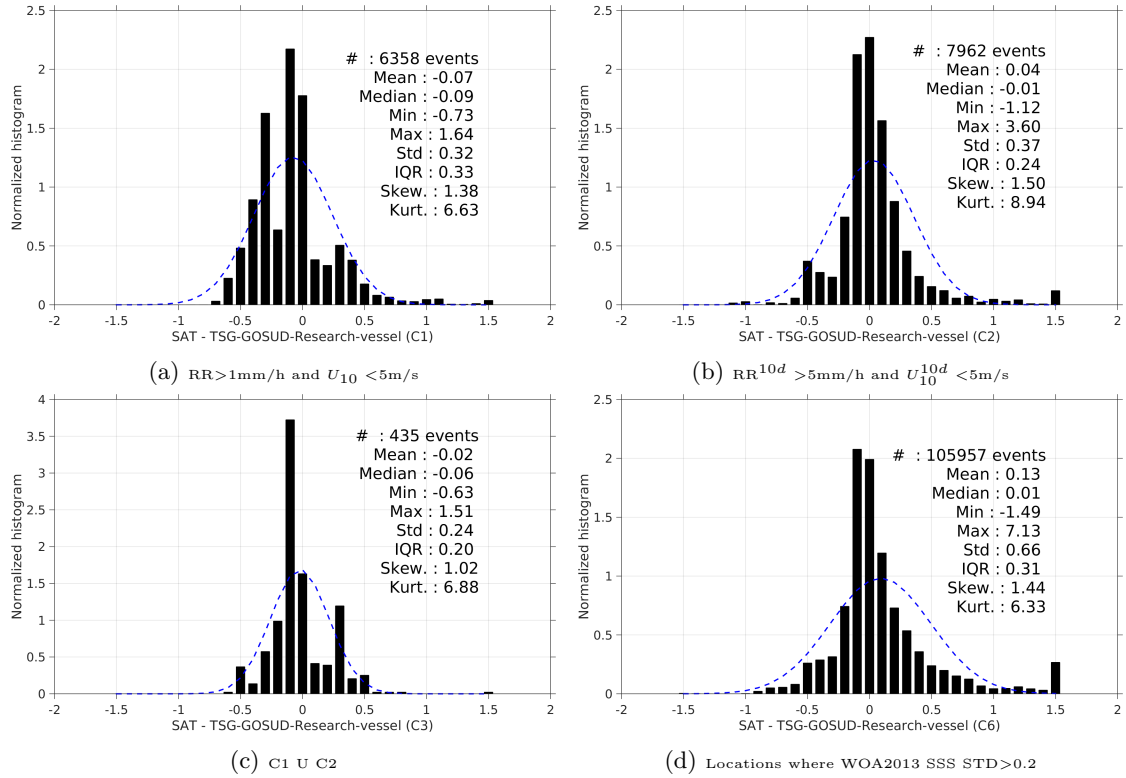 2.5
2
1.5
1
0.5
0
Normalized histogram
# : 6358 events
Mean : -0.07
Median : -0.09
Min : -0.73
Max : 1.64
Std : 0.32
IQR : 0.33
Skew. : 1.38
Kurt. : 6.63
-2 -1.5 -1 -0.5 0 0.5 1 1.5 2
SAT - TSG-GOSUD-Research-vessel (C1)
(a) RR>1mm/h and U10 <5m/s
2.5
2
1.5
1
0.5
0
Normalized histogram
# : 7962 events
Mean : 0.04
Median : -0.01
Min : -1.12
Max : 3.60
Std : 0.37
IQR : 0.24
Skew. : 1.50
Kurt. : 8.94
-2 -1.5 -1 -0.5 0 0.5 1 1.5 2
SAT - TSG-GOSUD-Research-vessel (C2)
(b) RR10d >5mm/h and U10d10 <5m/s
4
3.5
3
2.5
2
1.5
1
0.5
0
Normalized histogram
# : 435 events
Mean : -0.02
Median : -0.06
Min : -0.63
Max : 1.51
Std : 0.24
IQR : 0.20
Skew. : 1.02
Kurt. : 6.88
-2 -1.5 -1 -0.5 0 0.5 1 1.5 2
SAT - TSG-GOSUD-Research-vessel (C3)
(c) C1 U C2
2.5
2
1.5
1
0.5
0
Normalized histogram
# : 105957 events
Mean : 0.13
Median : 0.01
Min : -1.49
Max : 7.13
Std : 0.66
IQR : 0.31
Skew. : 1.44
Kurt. : 6.33
-2 -1.5 -1 -0.5 0 0.5 1 1.5 2
SAT - TSG-GOSUD-Research-vessel (C6)
(d) Locations where WOA2013 SSS STD>0.2